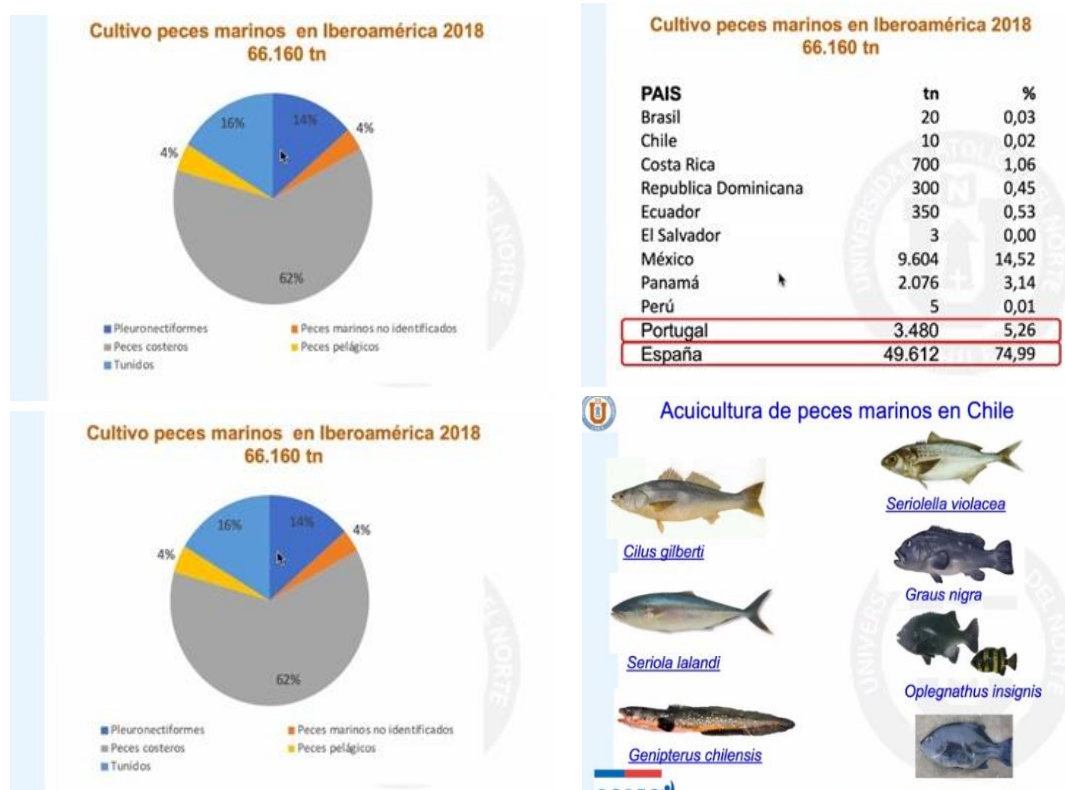 Cultivo peces marinos en Iberoamérica 2018
66.160 tn
16%
14%
4%
4%
62%
Pleuronectiformes
Peces marinos no identificados
Peces costeros
Peces pelágicos
Tunidos
Cultivo peces marinos en Iberoamérica 2018
66.160 tn
PAIS tn %
Brasil 20 0,03
Chile 10 0,02
Costa Rica 700 1,06
Republica Dominicana 300 0,45
Ecuador 350 0,53
El Salvador 3 0,00
México 9.604 14,52
Panamá 2.076 3,14
Perú 5 0,01
Portugal 3.480 5,26
España 49.612 74,99
Cultivo peces marinos en Iberoamérica 2018
66.160 tn
16%
14%
4%
4%
62%
Pleuronectiformes
Peces marinos no identificados
Peces costeros
Peces pelágicos
Tunidos
Acuicultura de peces marinos en Chile
Seriolella violacea
Cilus gilberti
Graus nigra
Seriola lalandi
Oplegnathus insignis
Genipterus chilensis